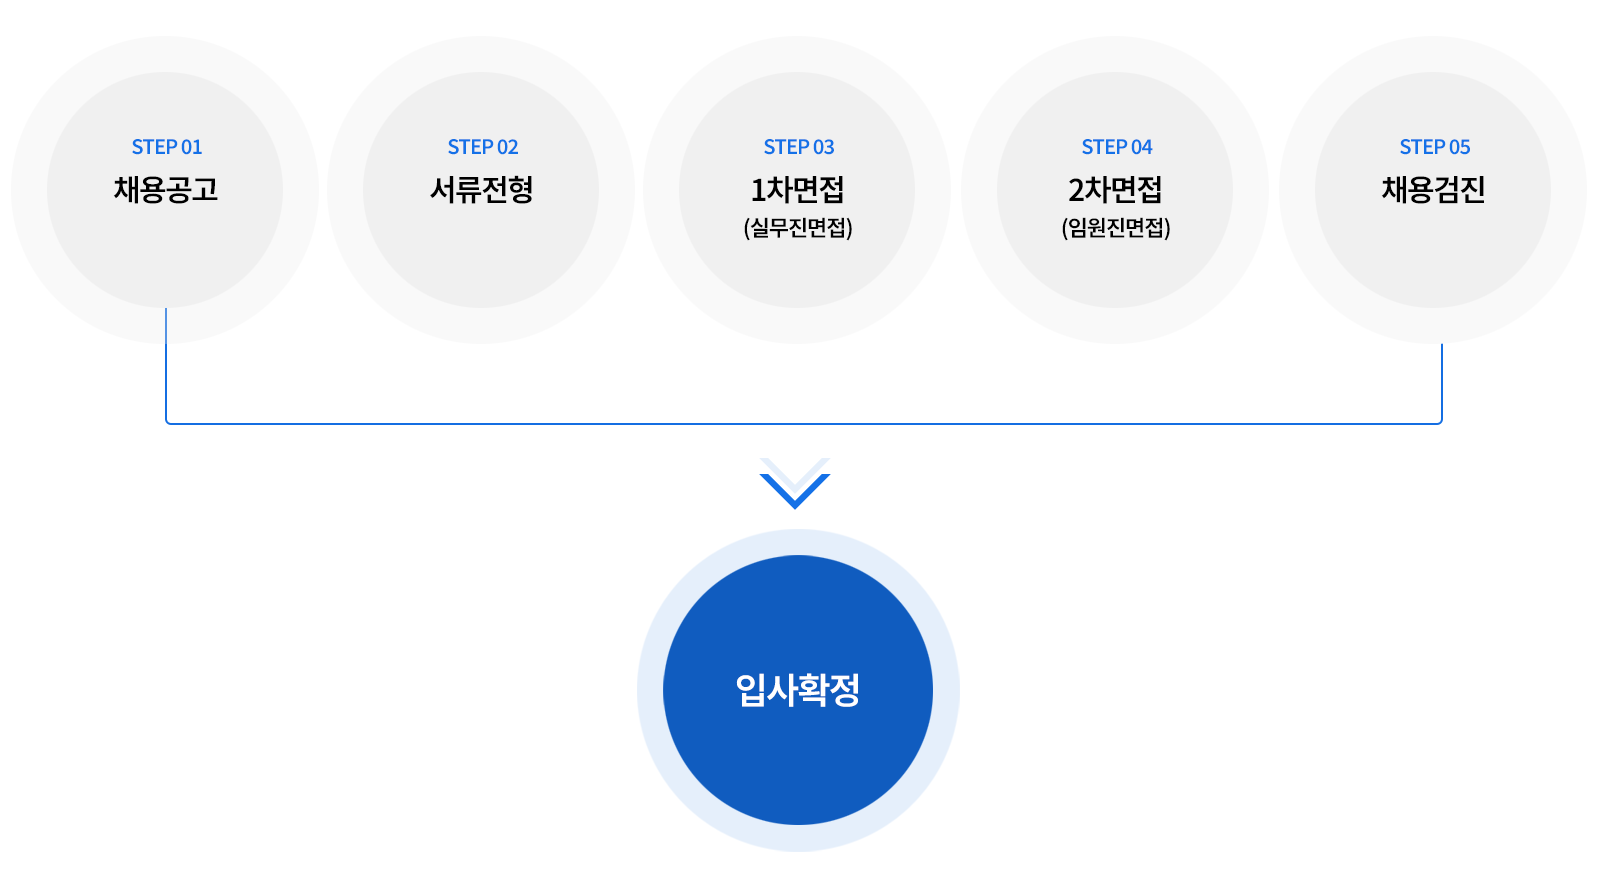 STEP 01
채용공고
STEP 02
서류전형
STEP 03
1차면접
(실무진면접)
STEP 04
2차면접
(임원진면접)
STEP 05
채용검진
입사확정